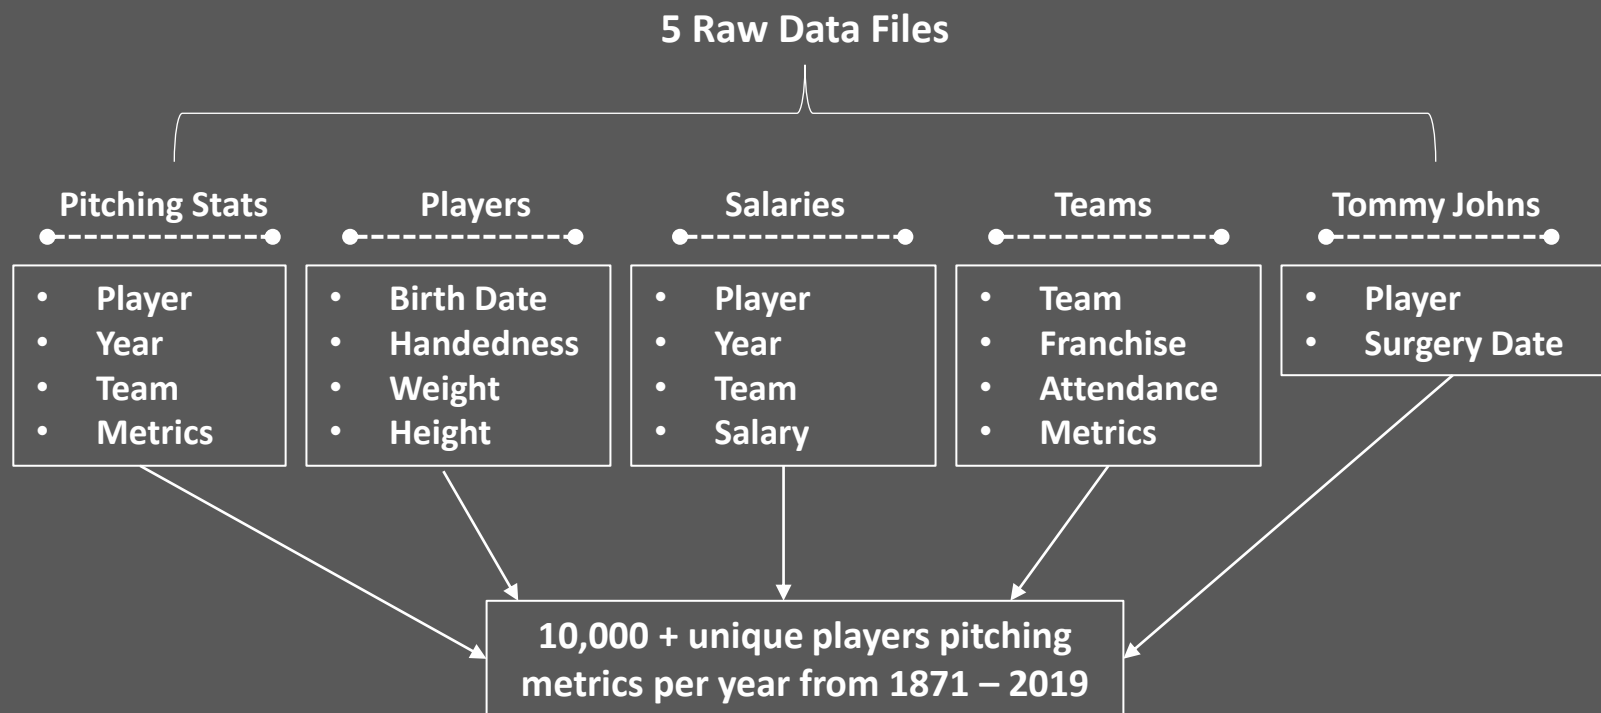 5 Raw Data Files
Pitching Stats
• Player
• Year
• Team
• Metrics
Players
• Birth Date
• Handedness
• Weight
• Height
Salaries
• Player
• Year
• Team
• Salary
Teams
• Team
• Franchise
• Attendance
• Metrics
Tommy Johns
• Player
• Surgery Date
10,000 + unique players pitching
metrics per year from 1871 – 2019